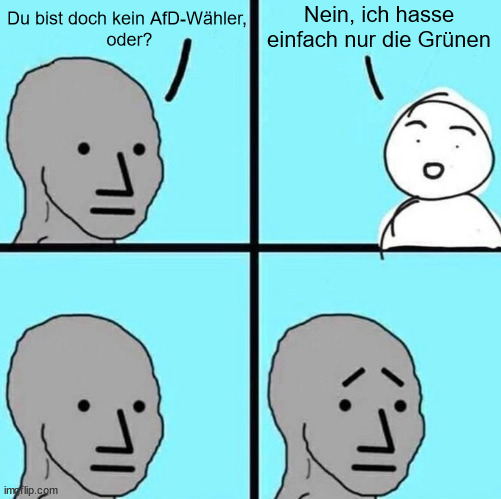 Du bist doch kein AfD-Wähler,
oder?
Nein, ich hasse
einfach nur die Grünen
imgflip.com